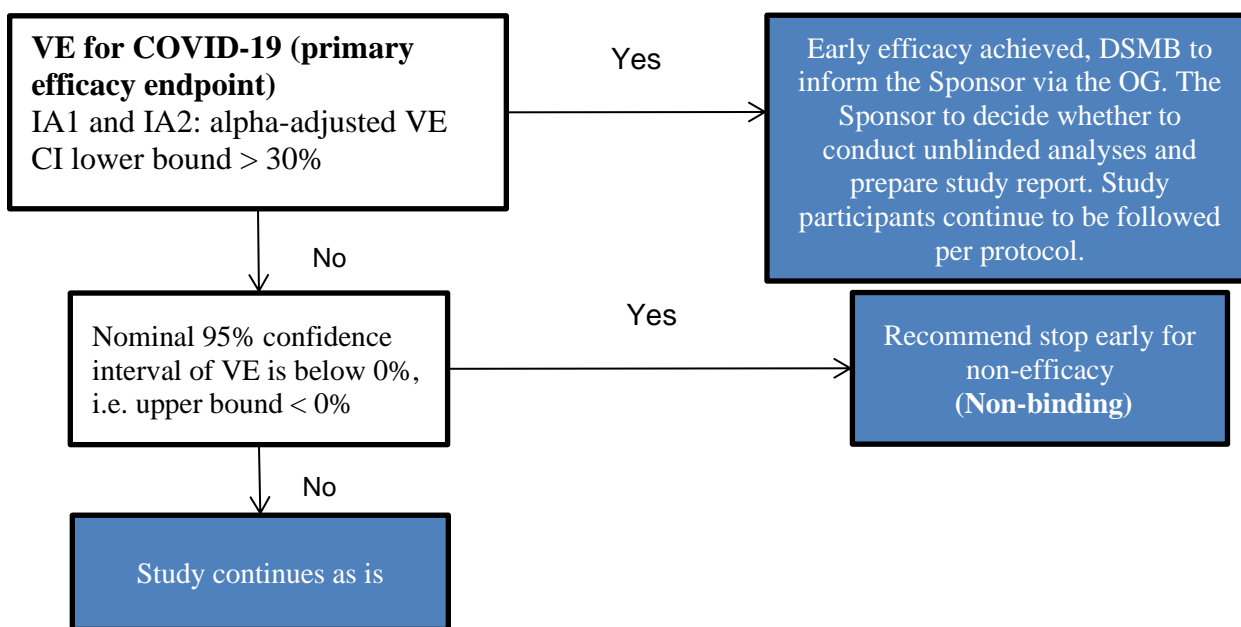 VE for COVID-19 (primary
efficacy endpoint)
IA1 and IA2: alpha-adjusted VE
CI lower bound > 30%
Yes
Early efficacy achieved, DSMB to
inform the Sponsor via the OG. The
Sponsor to decide whether to
conduct unblinded analyses and
prepare study report. Study
participants continue to be followed
per protocol.
No
Nominal 95% confidence
interval of VE is below 0%,
i.e. upper bound < 0%
Yes
Recommend stop early for
non-efficacy
(Non-binding)
No
Study continues as is